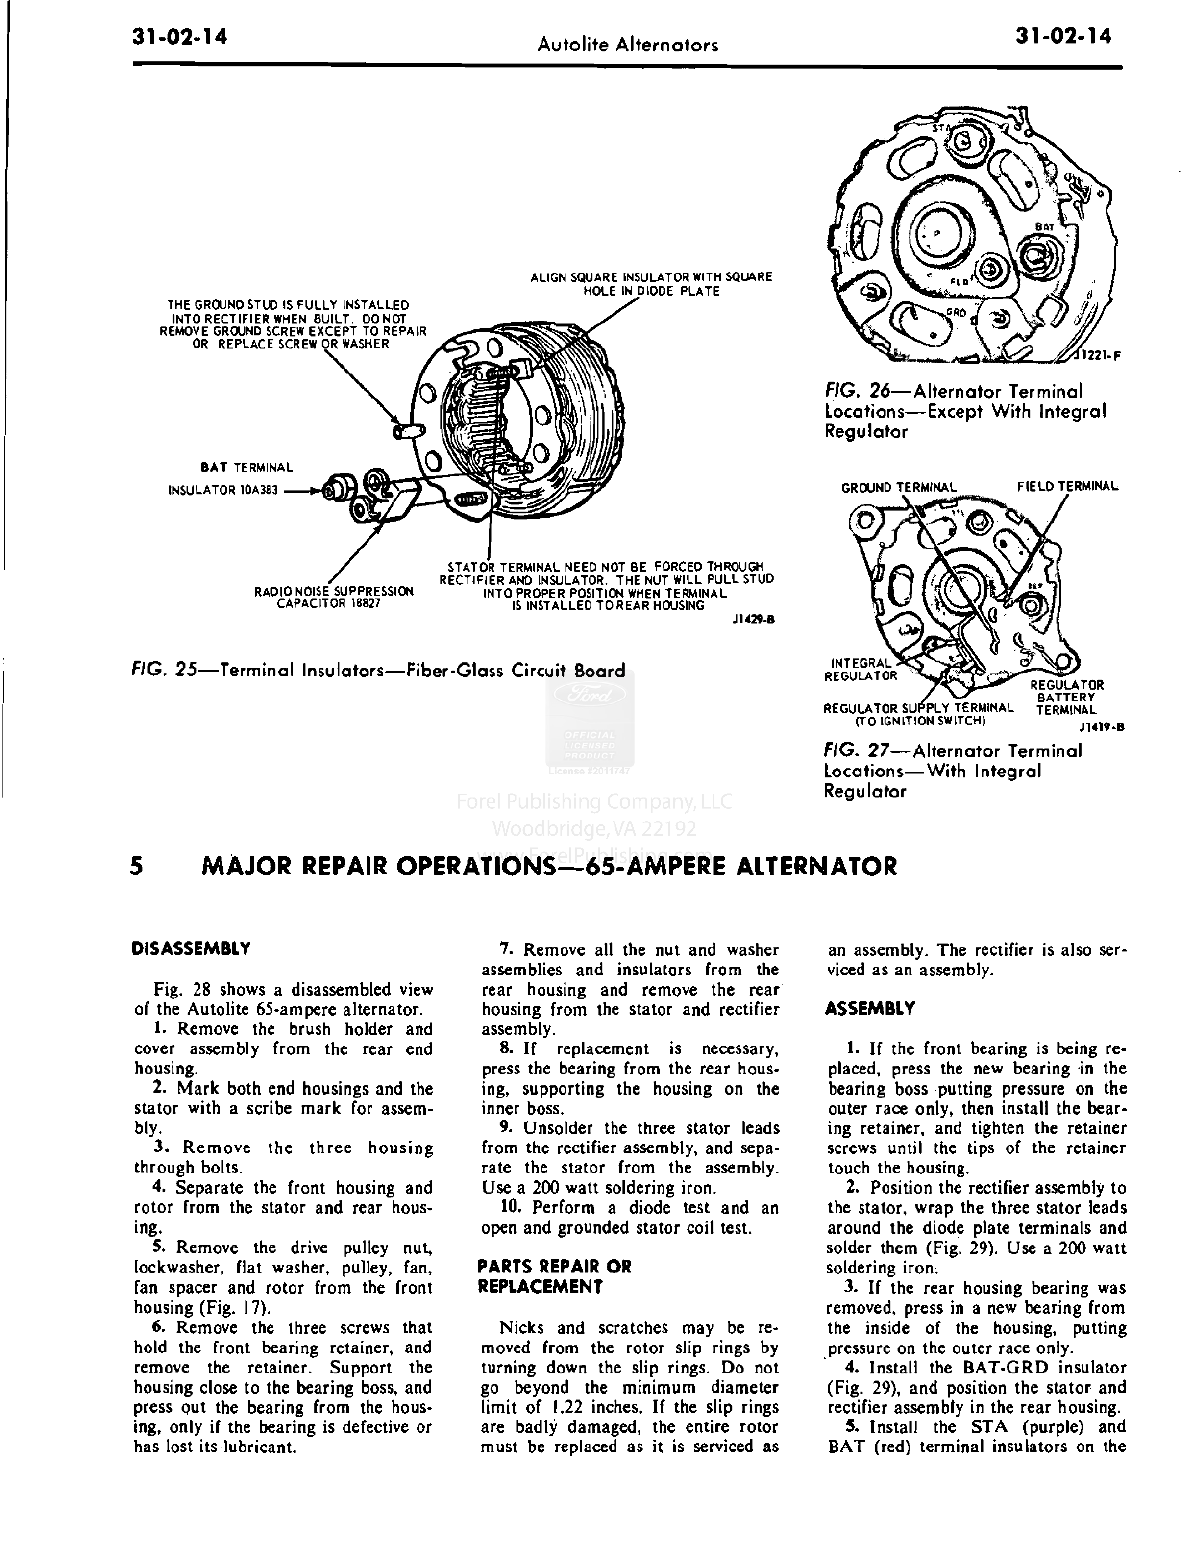 31-02-14
Autolite Alternators
31-02-14
THE GROUND STUD IS FULLY INSTALLED
INTO RECTIFIER WHEN BUILT. DO NOT
REMOVE GROUND SCREW EXCEPT TO REPAIR
OR REPLACE SCREW OR WASHER
ALIGN SQUARE INSULATOR WITH SQUARE
HOLE IN DIODE PLATE
BAT TERMINAL
INSULATOR 10A383
RADIO NOISE SUPPRESSION
CAPACITOR 18827
STATOR TERMINAL NEED NOT BE FORCED THROUGH
RECTIFIER AND INSULATOR. THE NUT WILL PULL STUD
INTO PROPER POSITION WHEN TERMINAL
IS INSTALLED TO REAR HOUSING
J1429-B
FIG. 25—Terminal Insulators—Fiber-Glass Circuit Board
STA
BAT
FLD
GRD
J1221-F
FIG. 26—Alternator Terminal
Locations—Except With Integral
Regulator
GROUND TERMINAL
FIELD TERMINAL
INTEGRAL
REGULATOR
REGULATOR
BATTERY
TERMINAL
REGULATOR SUPPLY TERMINAL
(TO IGNITION SWITCH)
J1419-B
FIG. 27—Alternator Terminal
Locations—With Integral
Regulator
Ford
OFFICIAL
LICENSED
PRODUCT
Forel Publishing Company, LLC
Woodbridge, VA 22192
5 MAJOR REPAIR OPERATIONS—65-AMPERE ALTERNATOR
DISASSEMBLY
Fig. 28 shows a disassembled view
of the Autolite 65-ampere alternator.
1. Remove the brush holder and
cover assembly from the rear end
housing.
2. Mark both end housings and the
stator with a scribe mark for assem-
bly.
3. Remove the three housing
through bolts.
4. Separate the front housing and
rotor from the stator and rear hous-
ing.
5. Remove the drive pulley nut,
lockwasher, flat washer, pulley, fan,
fan spacer and rotor from the front
housing (Fig. 17).
6. Remove the three screws that
hold the front bearing retainer, and
remove the retainer. Support the
housing close to the bearing boss, and
press out the bearing from the hous-
ing, only if the bearing is defective or
has lost its lubricant.
7. Remove all the nut and washer
assemblies and insulators from the
rear housing and remove the rear
housing from the stator and rectifier
assembly.
8. If replacement is necessary,
press the bearing from the rear hous-
ing, supporting the housing on the
inner boss.
9. Unsolder the three stator leads
from the rectifier assembly, and sepa-
rate the stator from the assembly.
Use a 200 watt soldering iron.
10. Perform a diode test and an
open and grounded stator coil test.
PARTS REPAIR OR
REPLACEMENT
Nicks and scratches may be re-
moved from the rotor slip rings by
turning down the slip rings. Do not
go beyond the minimum diameter
limit of 1.22 inches. If the slip rings
are badly damaged, the entire rotor
must be replaced as it is serviced as
an assembly. The rectifier is also ser-
viced as an assembly.
ASSEMBLY
1. If the front bearing is being re-
placed, press the new bearing in the
bearing boss putting pressure on the
outer race only, then install the bear-
ing retainer, and tighten the retainer
screws until the tips of the retainer
touch the housing.
2. Position the rectifier assembly to
the stator, wrap the three stator leads
around the diode plate terminals and
solder them (Fig. 29). Use a 200 watt
soldering iron.
3. If the rear housing bearing was
removed, press in a new bearing from
the inside of the housing, putting
pressure on the outer race only.
4. Install the BAT-GRD insulator
(Fig. 29), and position the stator and
rectifier assembly in the rear housing.
5. Install the STA (purple) and
BAT (red) terminal insulators on the